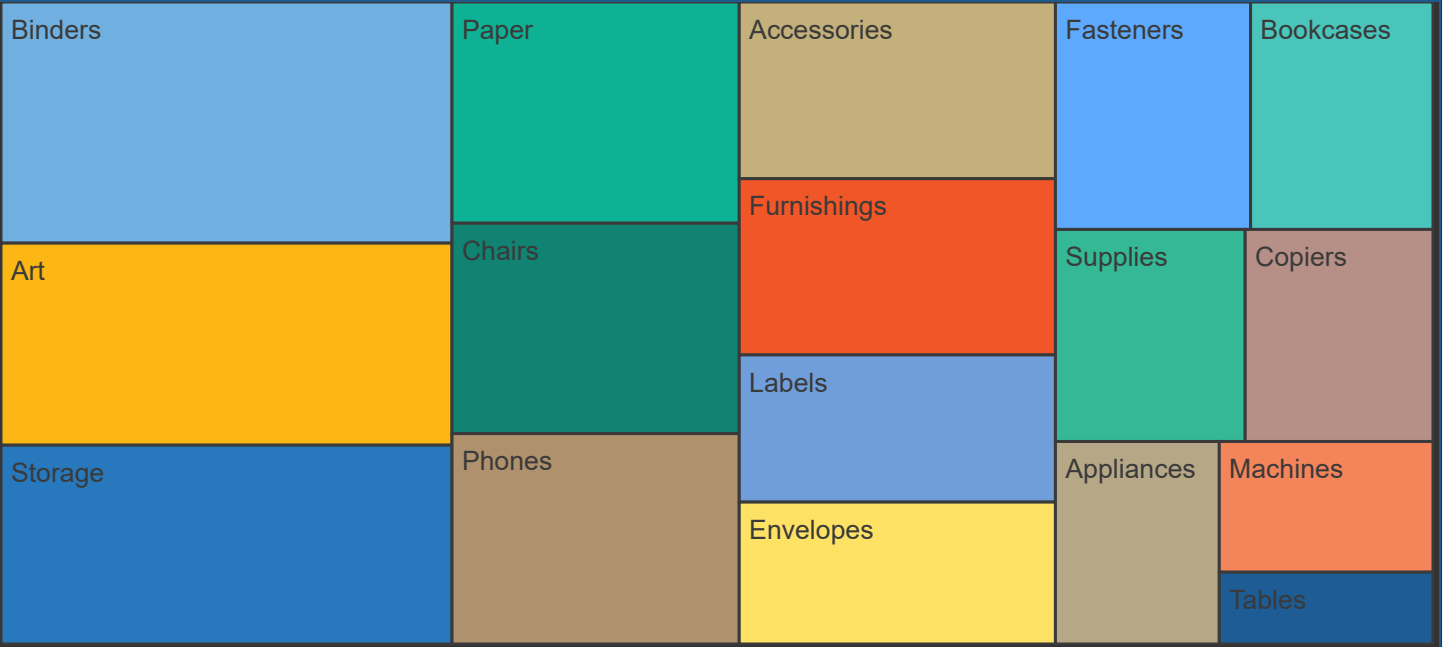 Binders
Art
Storage
Paper
Chairs
Phones
Accessories
Furnishings
Labels
Envelopes
Fasteners
Bookcases
Supplies
Copiers
Appliances
Machines
Tables